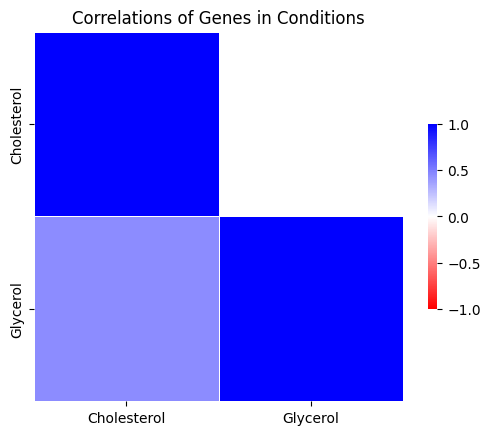 Correlations of Genes in Conditions
Cholesterol
Glycerol
Cholesterol
Glycerol
1.0
0.5
0.0
−0.5
−1.0